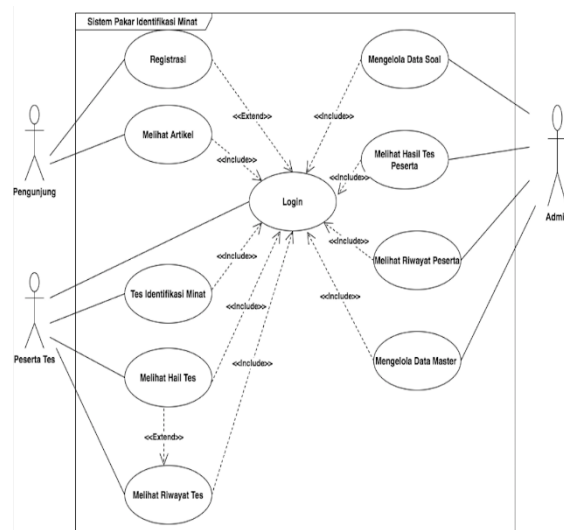 Sistem Pakar Identifikasi Minat
Registrasi
Mengelola Data Soal
<<Extend>>
<<Include>>
Melihat Artikel
<<Include>>
Melihat Hasil Tes
Peserta
<<Include>>
Pengunjung
Login
Admi
<<Include>>
Melihat Riwayat Peserta
<<Include>>
Tes Identifikasi Minat
<<Include>>
<<Include>>
Peserta Tes
Melihat Hail Tes
<<Include>>
Mengelola Data Master
<<Extend>>
Melihat Riwayat Tes